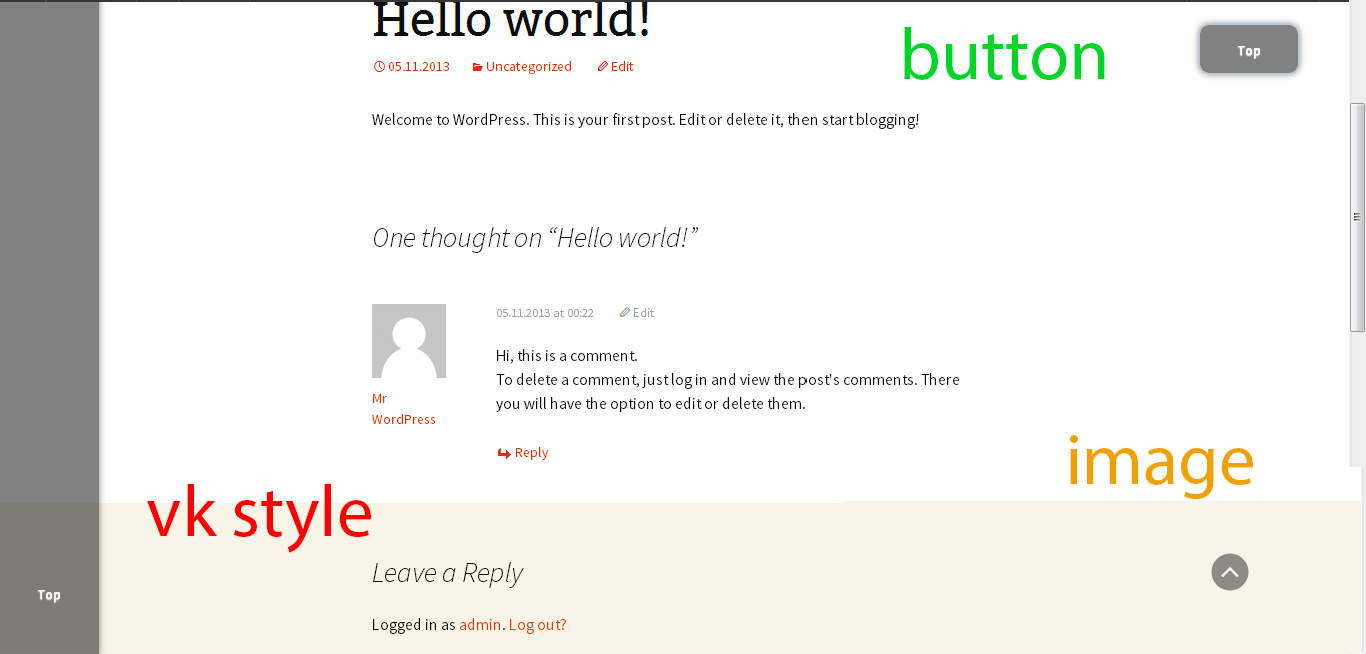 Hello world!
button
Top
05.11.2013 Uncategorized Edit
Welcome to WordPress. This is your first post. Edit or delete it, then start blogging!
One thought on “Hello world!”
05.11.2013 at 00:22 Edit
Hi, this is a comment.
To delete a comment, just log in and view the post's comments. There
you will have the option to edit or delete them.
Mr
WordPress
Reply
image
vk style
Leave a Reply
Top
Logged in as admin. Log out?